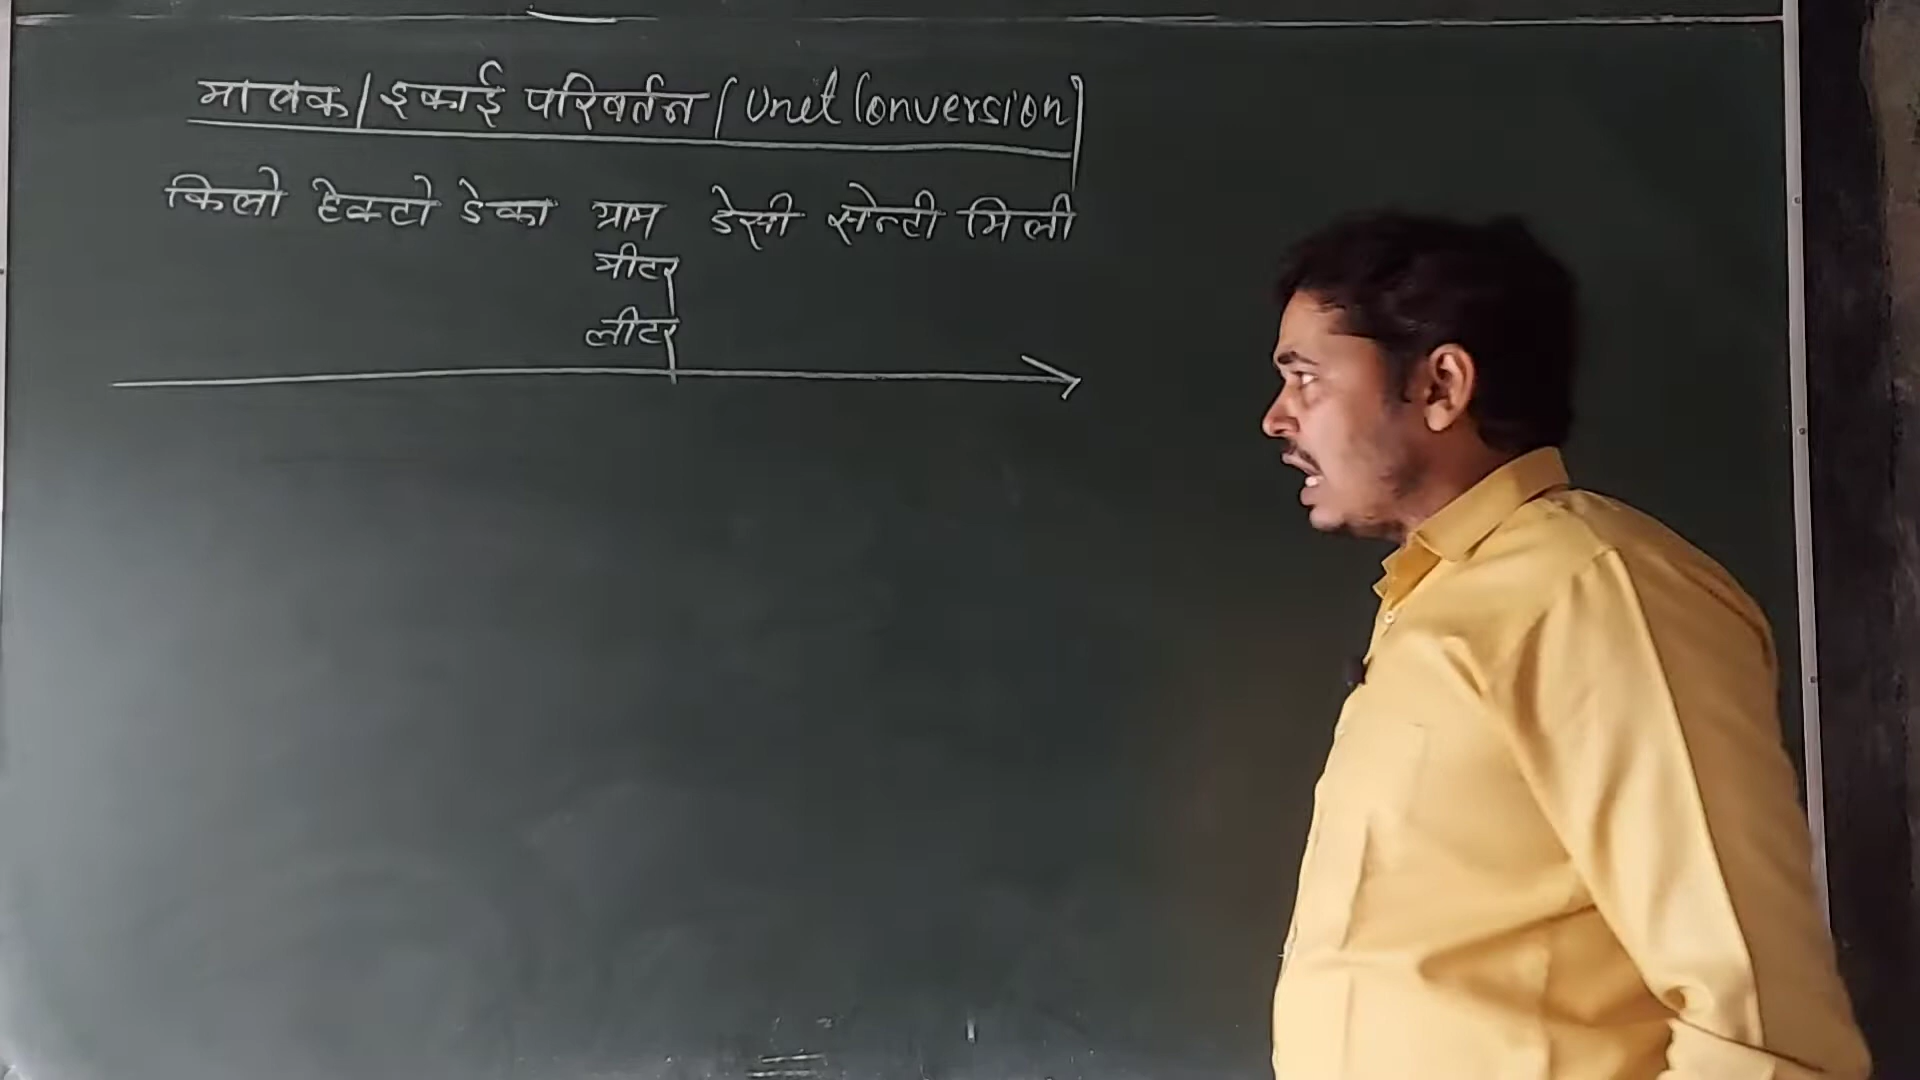 मात्रक/इकाई परिवर्तन/Unit Conversion
किलो हेक्टो डेका ग्राम डेसी सेन्टी मिली
मीटर
लीटर